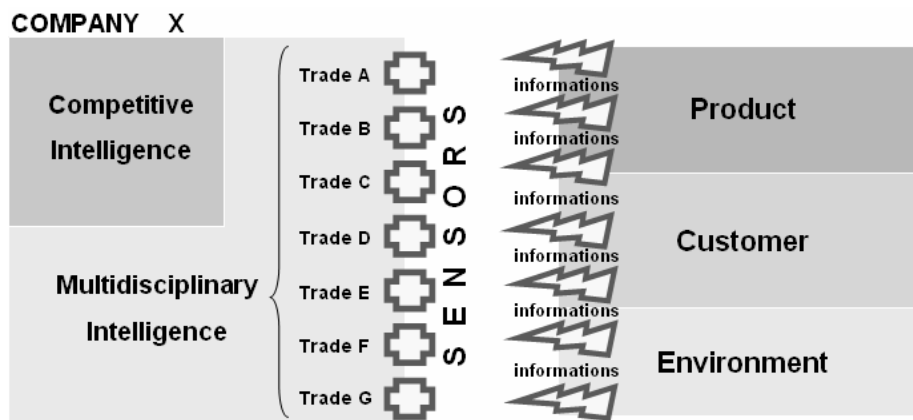 COMPANY X
Competitive
Intelligence
Multidisciplinary
Intelligence
Trade A
Trade B
Trade C
Trade D
Trade E
Trade F
Trade G
SENSORS
informations
informations
informations
informations
informations
informations
Product
Customer
Environment